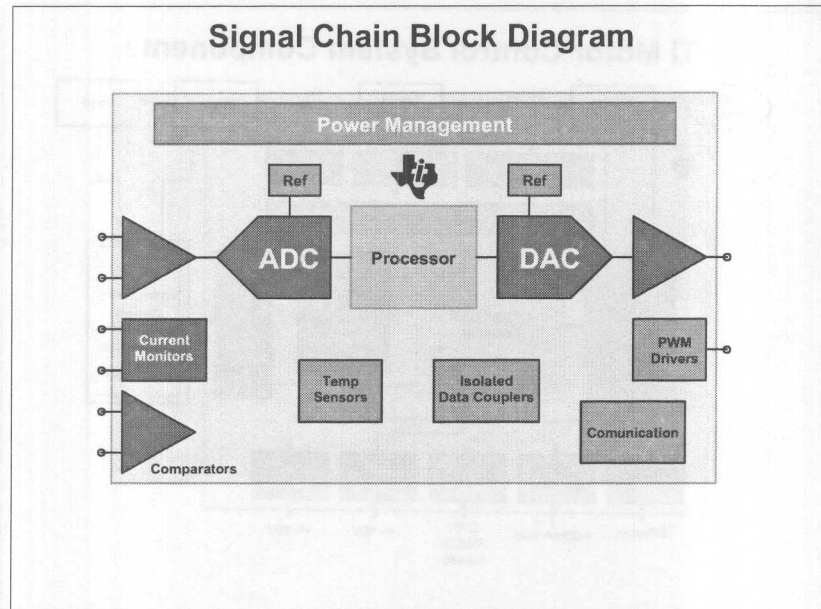 Signal Chain Block Diagram
Power Management
Ref
Ref
ADC
Processor
DAC
Current
Monitors
PWM
Drivers
Temp
Sensors
Isolated
Data Couplers
Comunication
Comparators